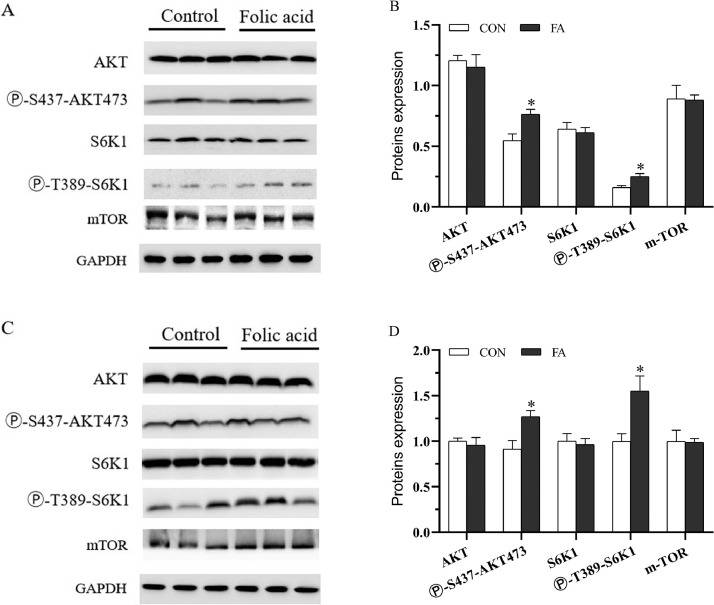 A
Control Folic acid
AKT
Ⓟ-S437-AKT473
S6K1
Ⓟ-T389-S6K1
mTOR
GAPDH
B
CON FA
Proteins expression
1.5
1.0
0.5
0.0
*
*
AKT
Ⓟ-S437-AKT473
S6K1
Ⓟ-T389-S6K1
m-TOR
C
Control Folic acid
AKT
Ⓟ-S437-AKT473
S6K1
Ⓟ-T389-S6K1
mTOR
GAPDH
D
CON FA
Proteins expression
2.0
1.5
1.0
0.5
0.0
*
*
AKT
Ⓟ-S437-AKT473
S6K1
Ⓟ-T389-S6K1
m-TOR